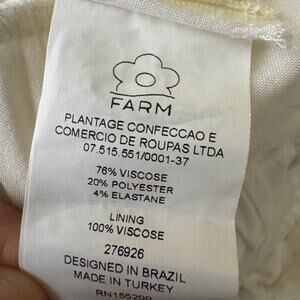 FARM
PLANTAGE CONFECCAO E
COMERCIO DE ROUPAS LTDA
07.515.551/0001-37
76% VISCOSE
20% POLYESTER
4% ELASTANE
LINING
100% VISCOSE
276926
DESIGNED IN BRAZIL
MADE IN TURKEY